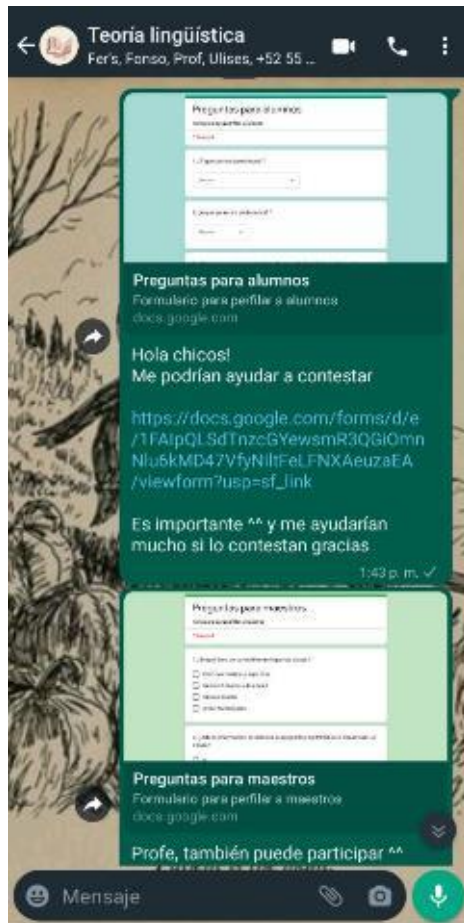 Teoría lingüística
Fer's, Fonso, Prof, Ulises, +52 55 ...
Preguntas para alumnos
Preguntas para alumnos
Formulario para perfilar a alumnos
docs.google.com
Hola chicos!
Me podrían ayudar a contestar
https://docs.google.com/forms/d/e
/1FAIpQLSdTnzcGYewsmR3QGiOmn
Nlu6kMD47VfyNiltFeLFNXAeuzaEA
/viewform?usp=sf_link
Es importante ^^ y me ayudarían
mucho si lo contestan gracias
1:43 p. m.
Preguntas para maestros
Preguntas para maestros
Formulario para perfilar a maestros
docs.google.com
Profe, también puede participar ^^
Mensaje